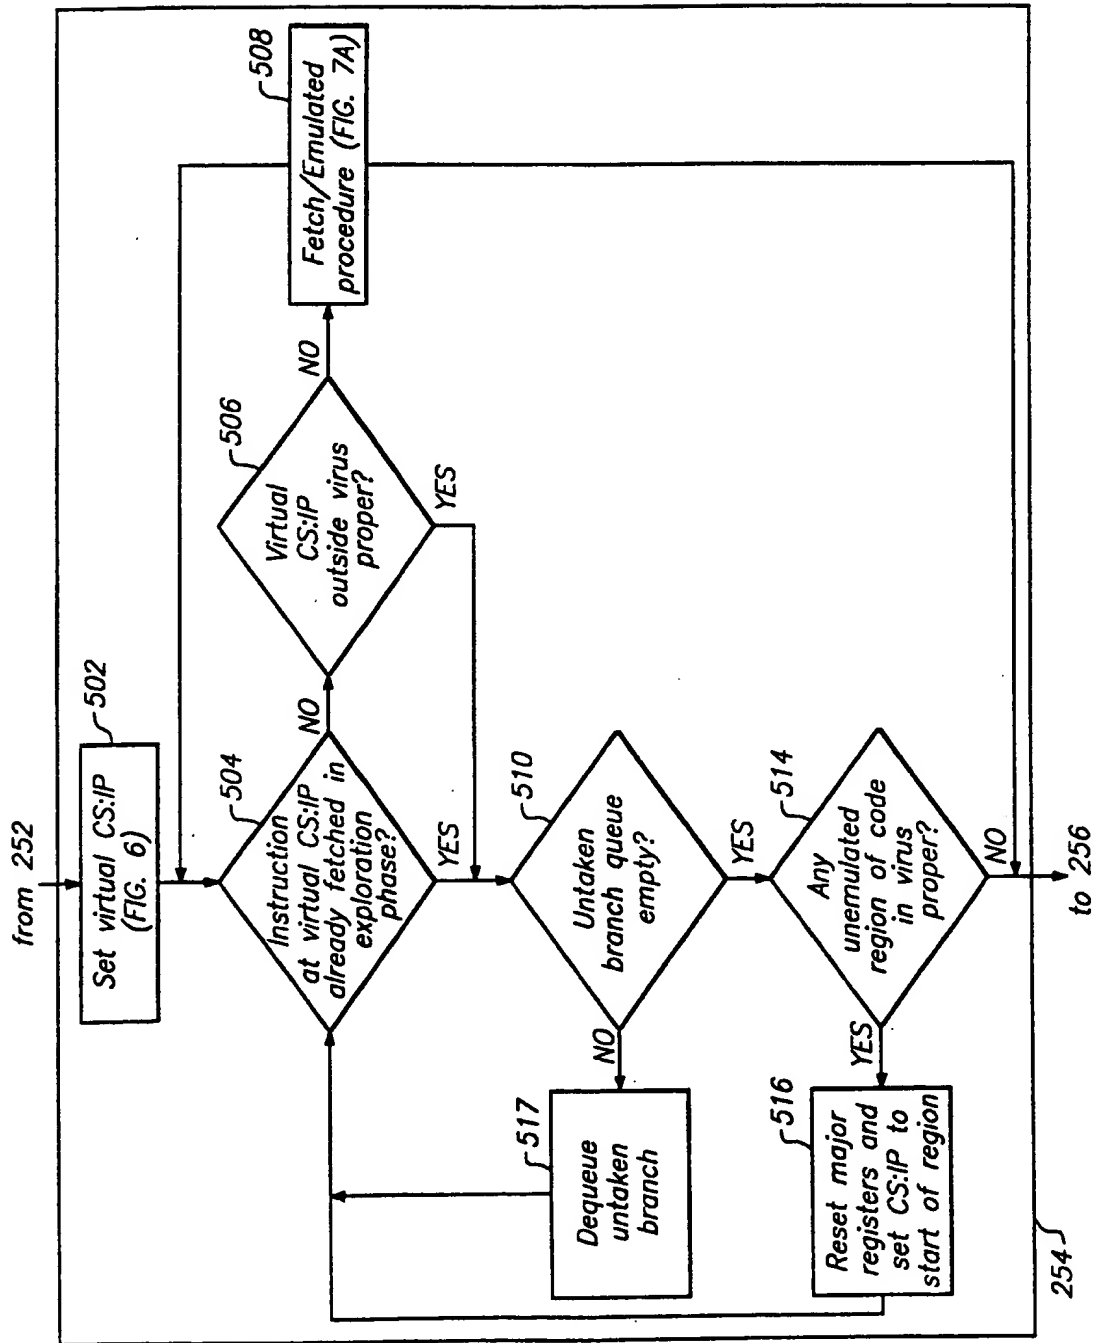 from 252
502
Set virtual CS:IP
(FIG. 6)
504
Instruction
at virtual CS:IP
already fetched in
exploration
phase?
NO
YES
506
Virtual
CS:IP
outside virus
proper?
NO
YES
508
Fetch/Emulated
procedure (FIG. 7A)
510
Untaken
branch queue
empty?
NO
YES
517
Dequeue
untaken
branch
514
Any
unemulated
region of code
in virus
proper?
YES
NO
516
Reset major
registers and
set CS:IP to
start of region
254
to 256